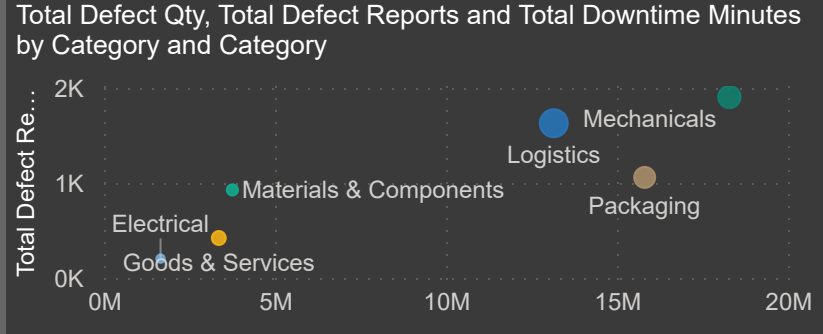 Total Defect Qty, Total Defect Reports and Total Downtime Minutes
by Category and Category
Total Defect Re...
2K
1K
0K
Mechanicals
Logistics
Packaging
Materials & Components
Electrical
Goods & Services
0M
5M
10M
15M
20M